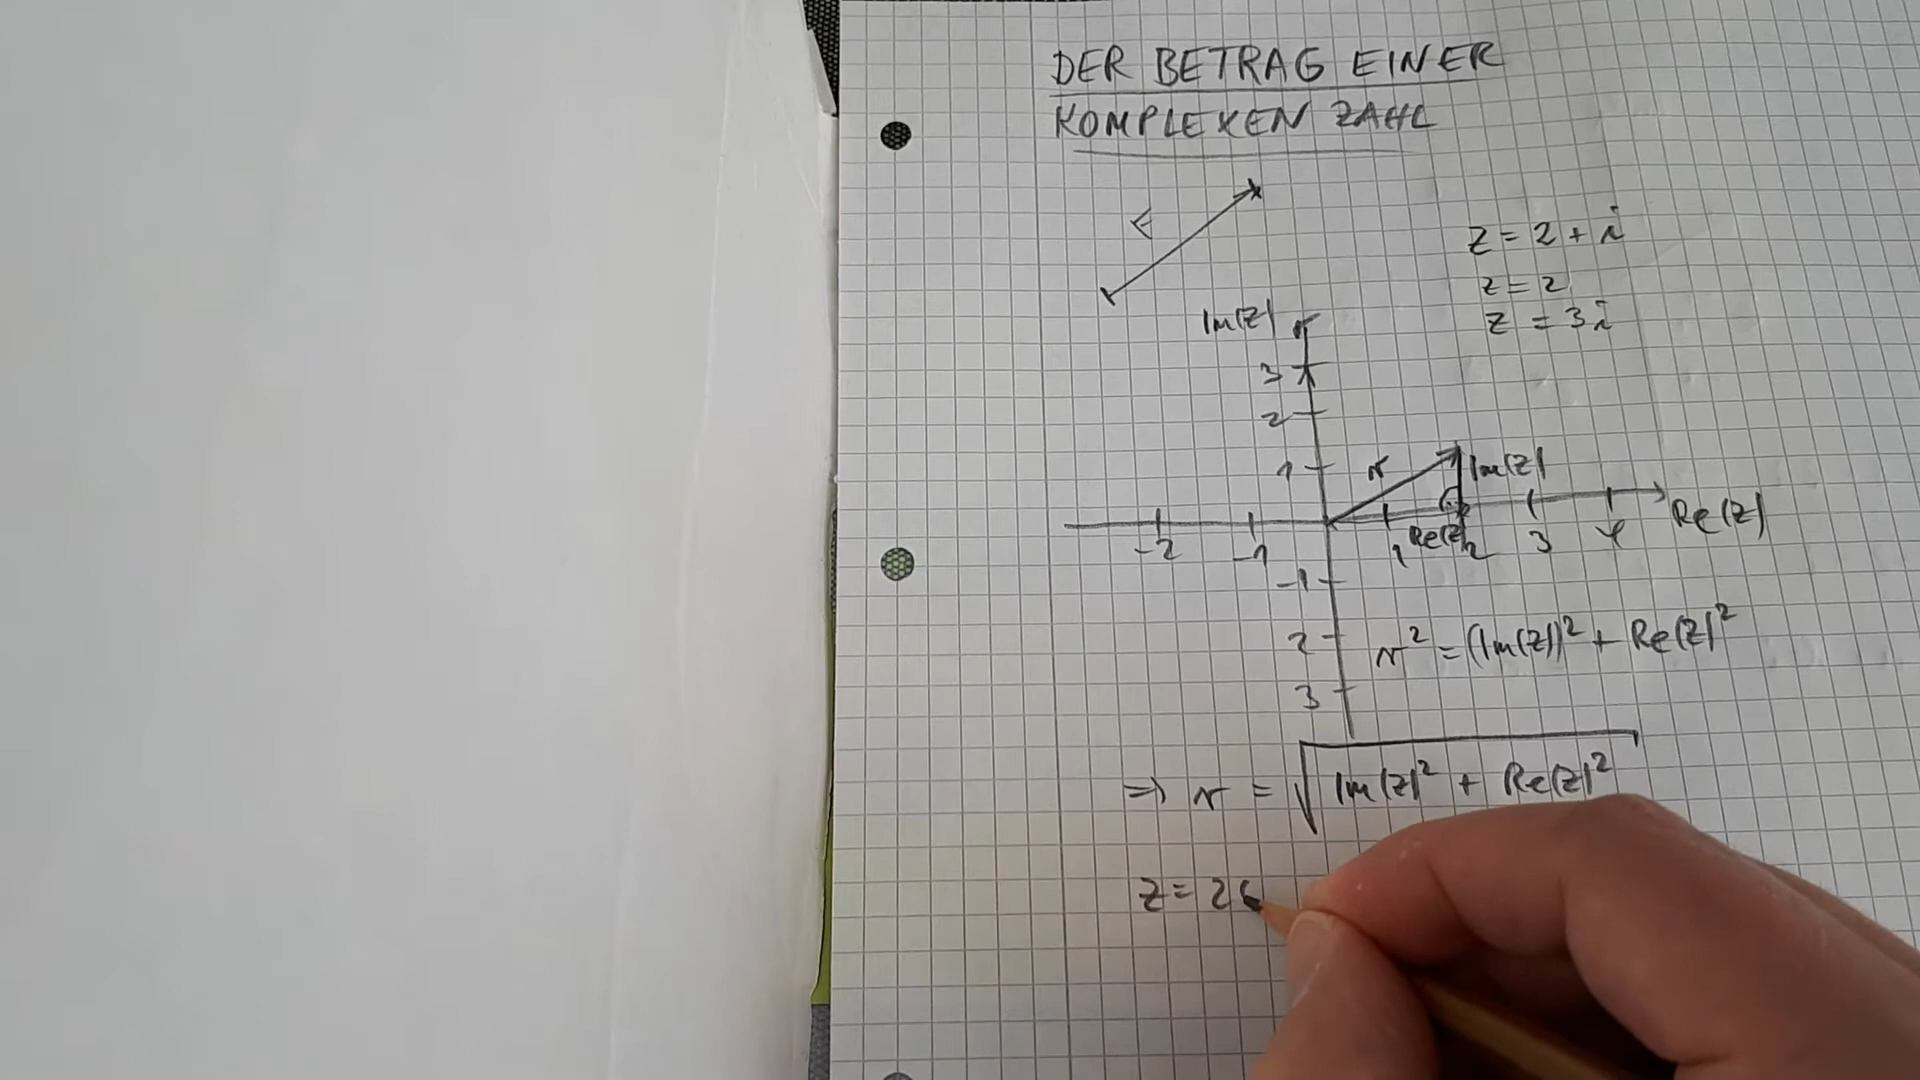 DER BETRAG EINER
KOMPLEXEN ZAHL
z = 2 + i
z = 2
z = 3i
Im(z)
3
2
1
r
Im(z)
Re(z)
-2
-1
1
Re(z)
2
3
4
-1
2
3
r² = (Im(z))² + Re(z)²
=> r = √Im(z)² + Re(z)²
z = 2